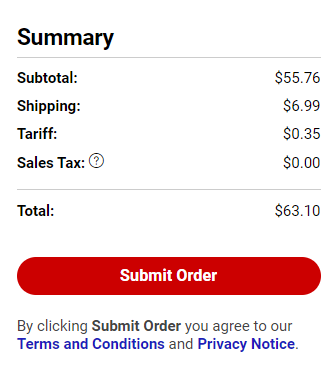 Summary
Subtotal: $55.76
Shipping: $6.99
Tariff: $0.35
Sales Tax: ? $0.00
Total: $63.10
Submit Order
By clicking Submit Order you agree to our
Terms and Conditions and Privacy Notice.